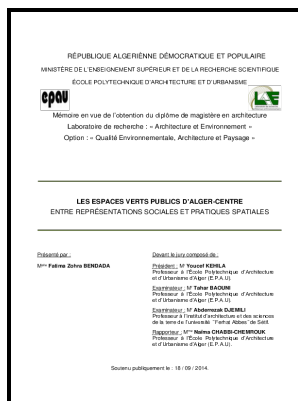 RÉPUBLIQUE ALGERIÈNNE DÉMOCRATIQUE ET POPULAIRE
MINISTÈRE DE L'ENSEIGNEMENT SUPÉRIEUR ET DE LA RECHERCHE SCIENTIFIQUE
ÉCOLE POLYTECHNIQUE D'ARCHITECTURE ET D'URBANISME
epau
LAE
Mémoire en vue de l'obtention du diplôme de magistère en architecture
Laboratoire de recherche : « Architecture et Environnement »
Option : « Qualité Environnementale, Architecture et Paysage »
LES ESPACES VERTS PUBLICS D'ALGER-CENTRE
ENTRE REPRÉSENTATIONS SOCIALES ET PRATIQUES SPATIALES
Présenté par :
Mme Fatima Zohra BENDADA
Devant le jury composé de :
Président : Mr Youcef KEHILA
Professeur à l'École Polytechnique d'Architecture
et d'Urbanisme d'Alger (E.P.A.U).
Examinateur : Mr Tahar BAOUNI
Professeur à l'École Polytechnique d'Architecture
et d'Urbanisme d'Alger (E.P.A.U).
Examinateur : Mr Abderrezak DJEMILI
Professeur à l'institut d'architecture et des sciences
de la terre de l'université "Ferhat Abbes" de Sétif.
Rapporteur : Mme Naïma CHABBI-CHEMROUK
Professeur à l'École Polytechnique d'Architecture
et d'Urbanisme d'Alger (E.P.A.U).
Soutenu publiquement le : 18 / 09 / 2014.